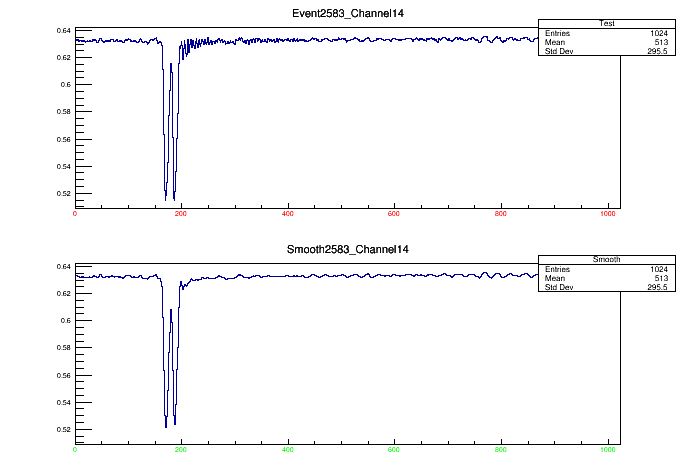 Event2583_Channel14
Test
Entries 1024
Mean 513
Std Dev 295.5
0.64
0.62
0.6
0.58
0.56
0.54
0.52
0 200 400 600 800 1000
Smooth2583_Channel14
Smooth
Entries 1024
Mean 513
Std Dev 295.5
0.64
0.62
0.6
0.58
0.56
0.54
0.52
0 200 400 600 800 1000